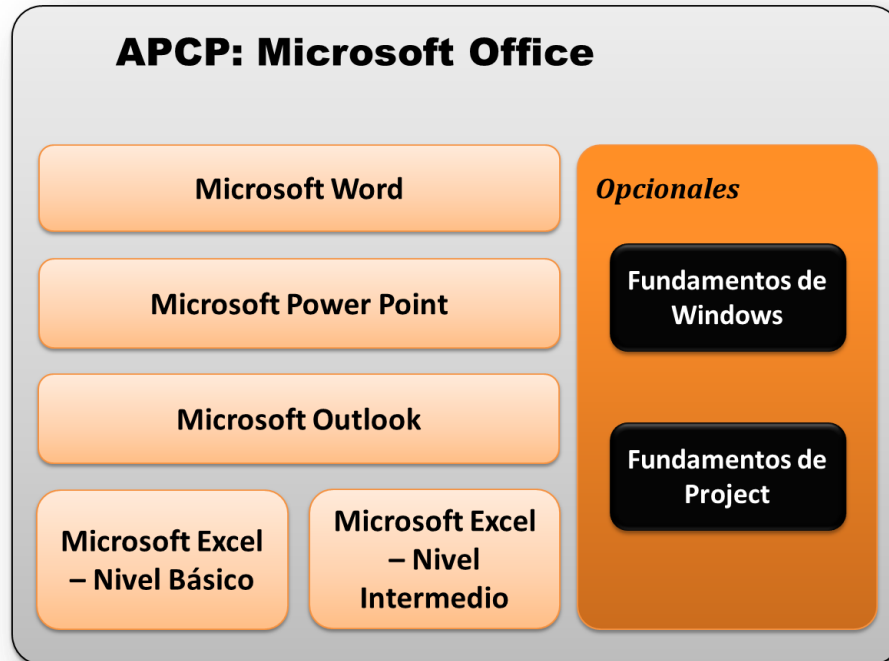 APCP: Microsoft Office
Microsoft Word
Microsoft Power Point
Microsoft Outlook
Microsoft Excel
– Nivel Básico
Microsoft Excel
– Nivel
Intermedio
Opcionales
Fundamentos de
Windows
Fundamentos de
Project